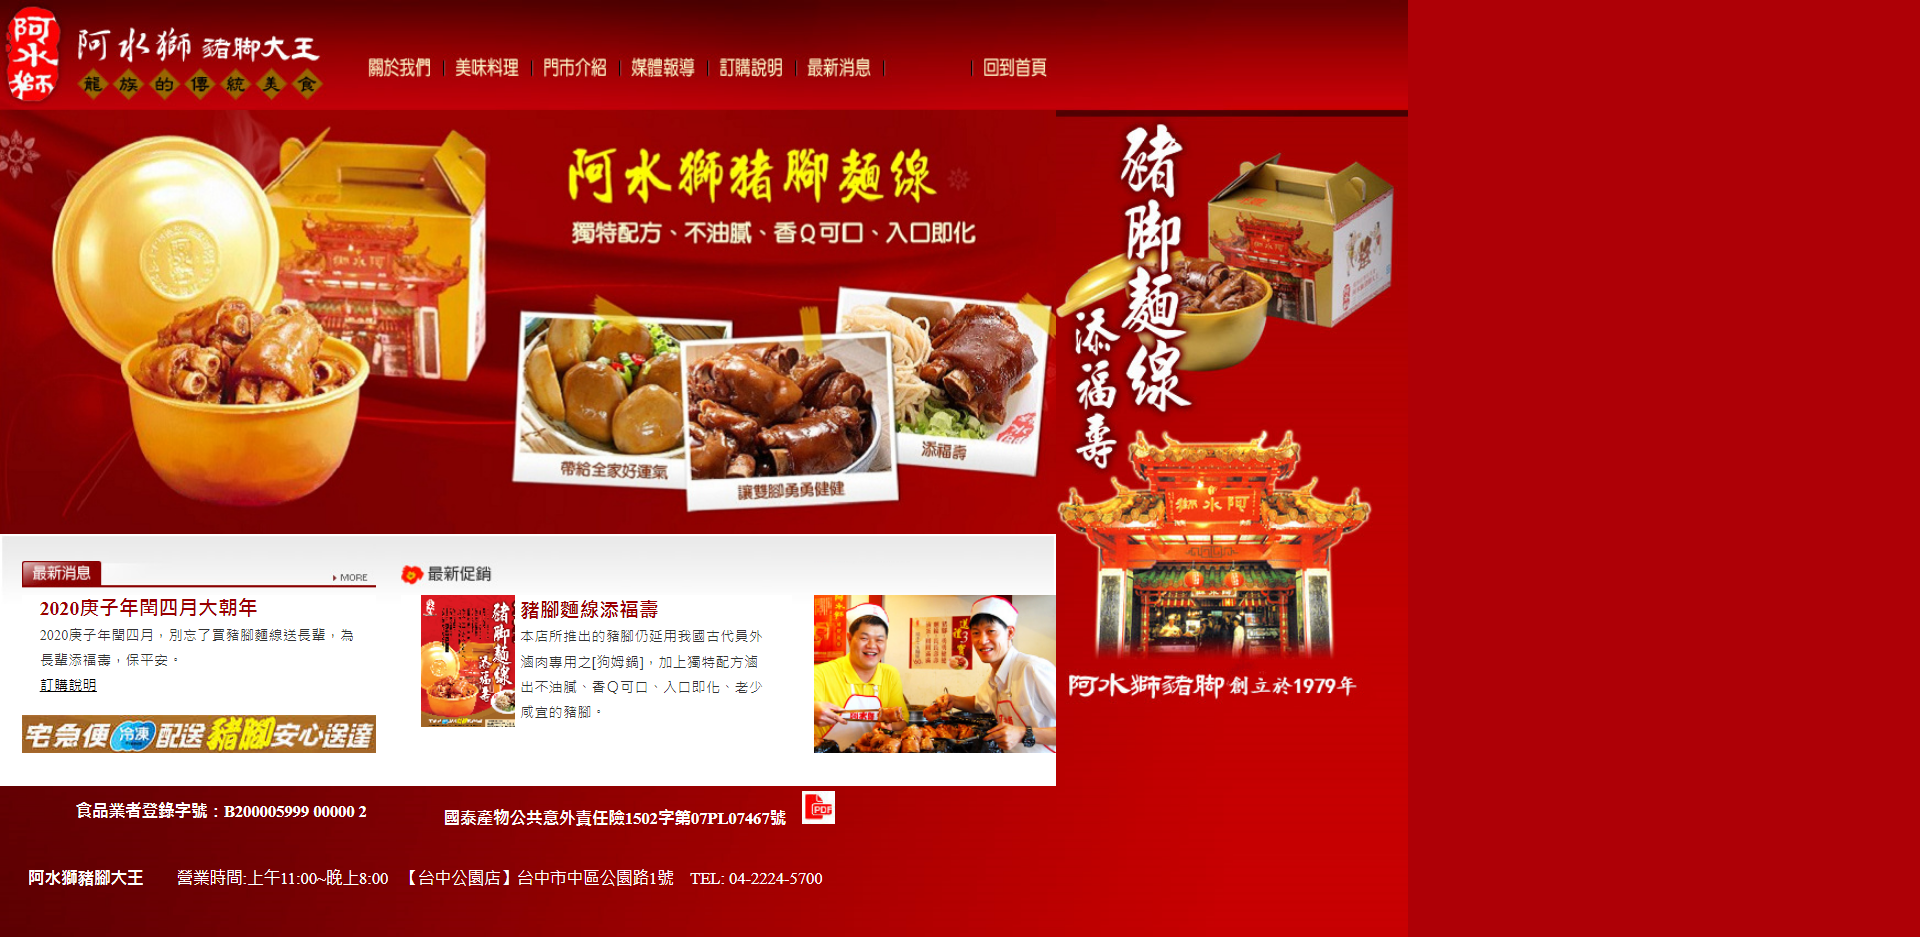 阿水獅
阿水獅 豬腳大王
龍族的傳統美食
關於我們
美味料理
門市介紹
媒體報導
訂購說明
最新消息
回到首頁
阿水獅豬腳麵線
獨特配方、不油膩、香Q可口、入口即化
帶給全家好運氣
讓雙腳勇勇健健
添福壽
豬腳麵線
添福壽
阿水獅
阿水獅豬腳 創立於1979年
最新消息
MORE
2020庚子年閏四月大朝年
2020庚子年閏四月，別忘了買豬腳麵線送長輩，為
長輩添福壽，保平安。
訂購說明
宅急便 冷凍 配送 豬腳 安心送達
最新促銷
豬腳麵線
添福壽
豬腳麵線添福壽
本店所推出的豬腳仍延用我國古代員外
滷肉專用之[狗姆鍋]，加上獨特配方滷
出不油膩、香Q可口、入口即化、老少
咸宜的豬腳。
食品業者登錄字號：B200005999 00000 2
國泰產物公共意外責任險1502字第07PL07467號
PDF
阿水獅豬腳大王 營業時間:上午11:00~晚上8:00 【台中公園店】台中市中區公園路1號 TEL: 04-2224-5700